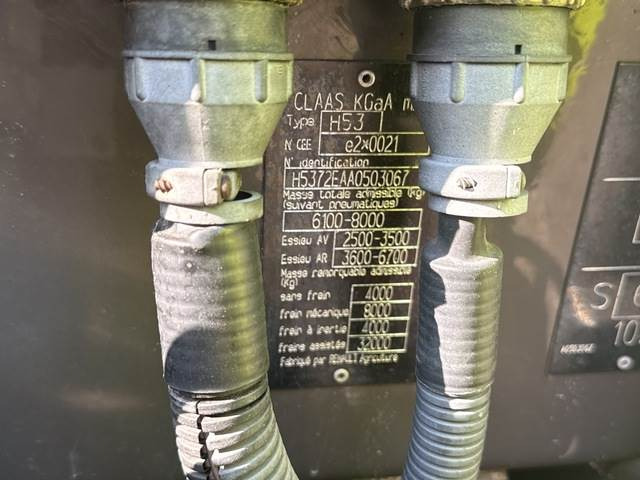 CLAAS KGaA m
Type H53
N° CEE e2*0021
N° identification
H5372EAA0503067
Masse totale admissible (Kg)
(suivant pneumatiques)
6100-8000
Essieu AV 2500-3500
Essieu AR 3600-6700
Masse remorquable admissible
(Kg)
sans frein 4000
frein mécanique 8000
frein à inertie 4000
freins assistés 32000
Fabriqué par RENAULT Agriculture
S
10